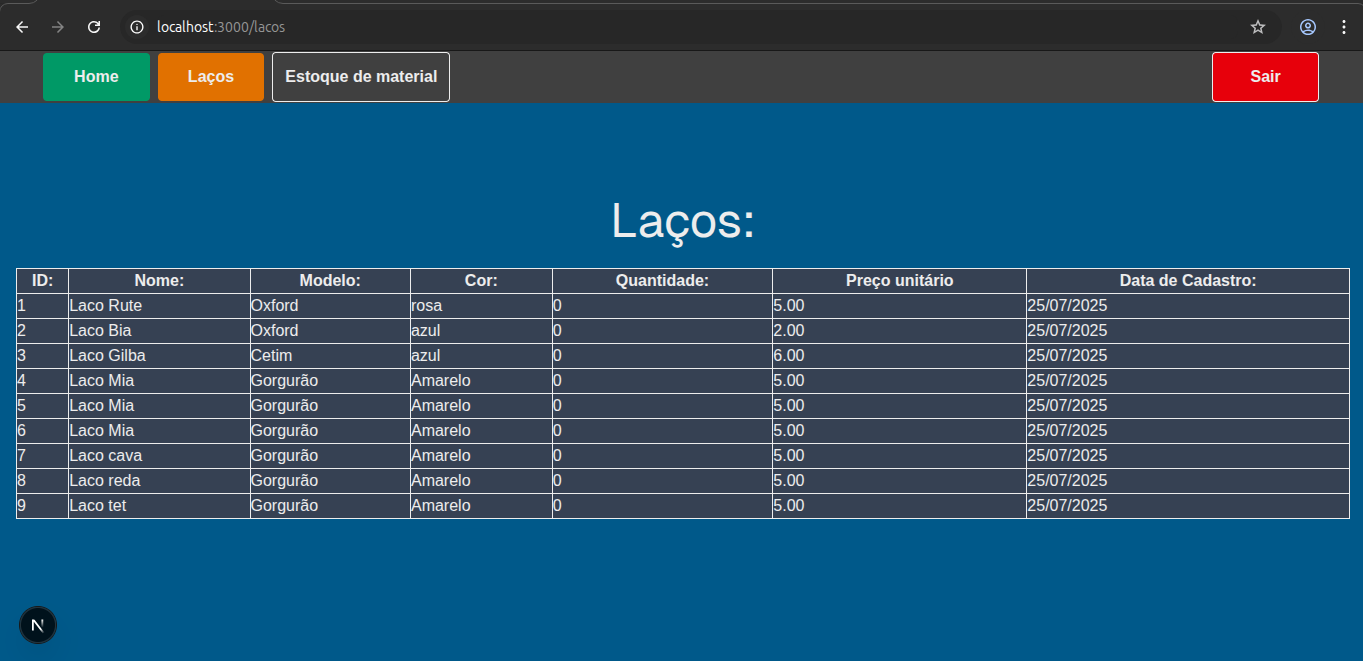 localhost:3000/lacos
Home Laços Estoque de material Sair
Laços:
ID: Nome: Modelo: Cor: Quantidade: Preço unitário Data de Cadastro:
1 Laco Rute Oxford rosa 0 5.00 25/07/2025
2 Laco Bia Oxford azul 0 2.00 25/07/2025
3 Laco Gilba Cetim azul 0 6.00 25/07/2025
4 Laco Mia Gorgurão Amarelo 0 5.00 25/07/2025
5 Laco Mia Gorgurão Amarelo 0 5.00 25/07/2025
6 Laco Mia Gorgurão Amarelo 0 5.00 25/07/2025
7 Laco cava Gorgurão Amarelo 0 5.00 25/07/2025
8 Laco reda Gorgurão Amarelo 0 5.00 25/07/2025
9 Laco tet Gorgurão Amarelo 0 5.00 25/07/2025
N